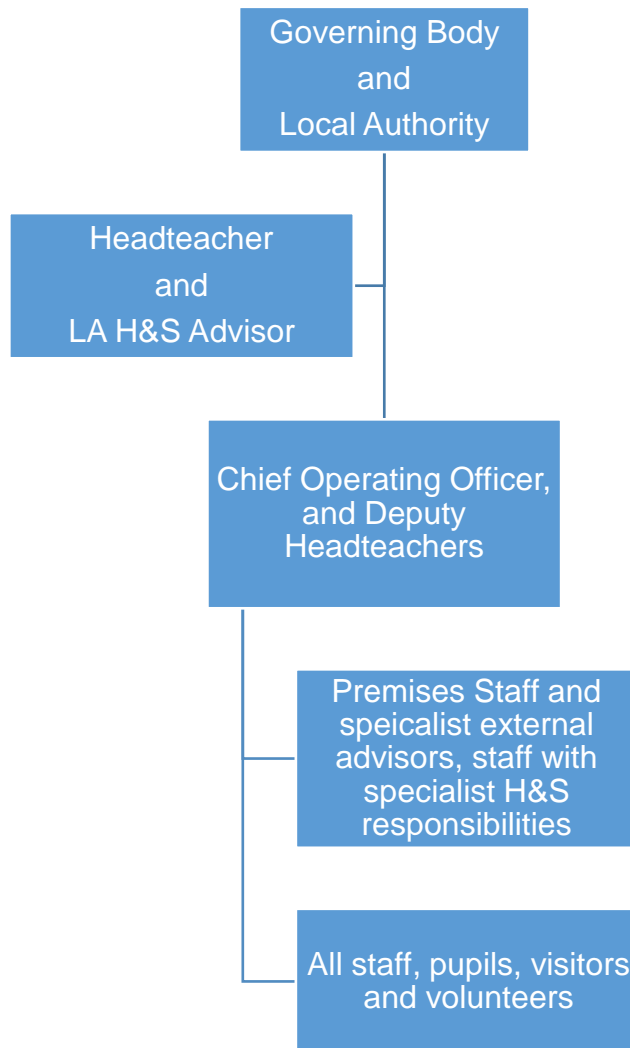 Governing Body
and
Local Authority
Headteacher
and
LA H&S Advisor
Chief Operating Officer,
and Deputy
Headteachers
Premises Staff and
speicalist external
advisors, staff with
specialist H&S
responsibilities
All staff, pupils, visitors
and volunteers